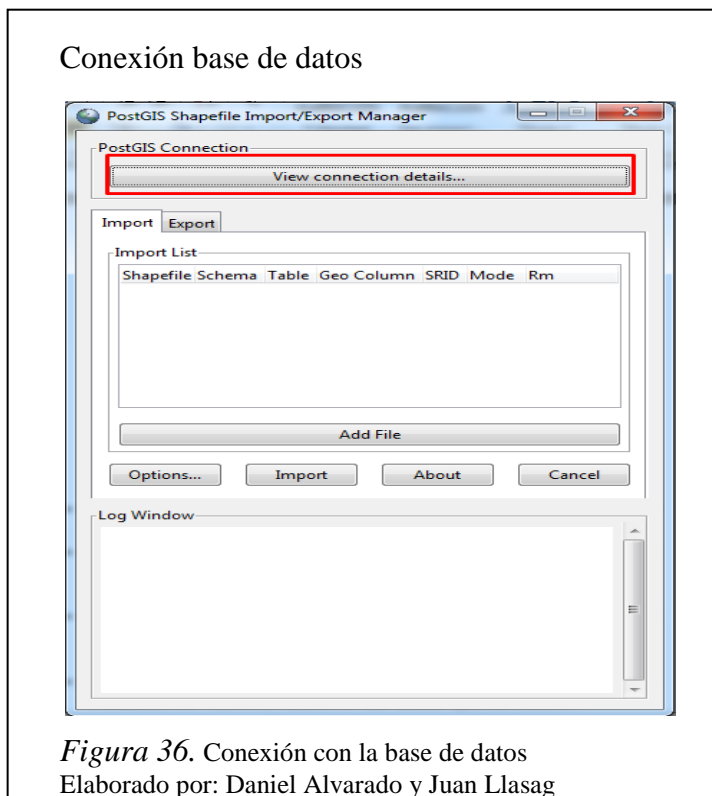 Conexión base de datos
PostGIS Shapefile Import/Export Manager
PostGIS Connection
View connection details...
Import Export
Import List
Shapefile Schema Table Geo Column SRID Mode Rm
Add File
Options... Import About Cancel
Log Window
Figura 36. Conexión con la base de datos
Elaborado por: Daniel Alvarado y Juan Llasag